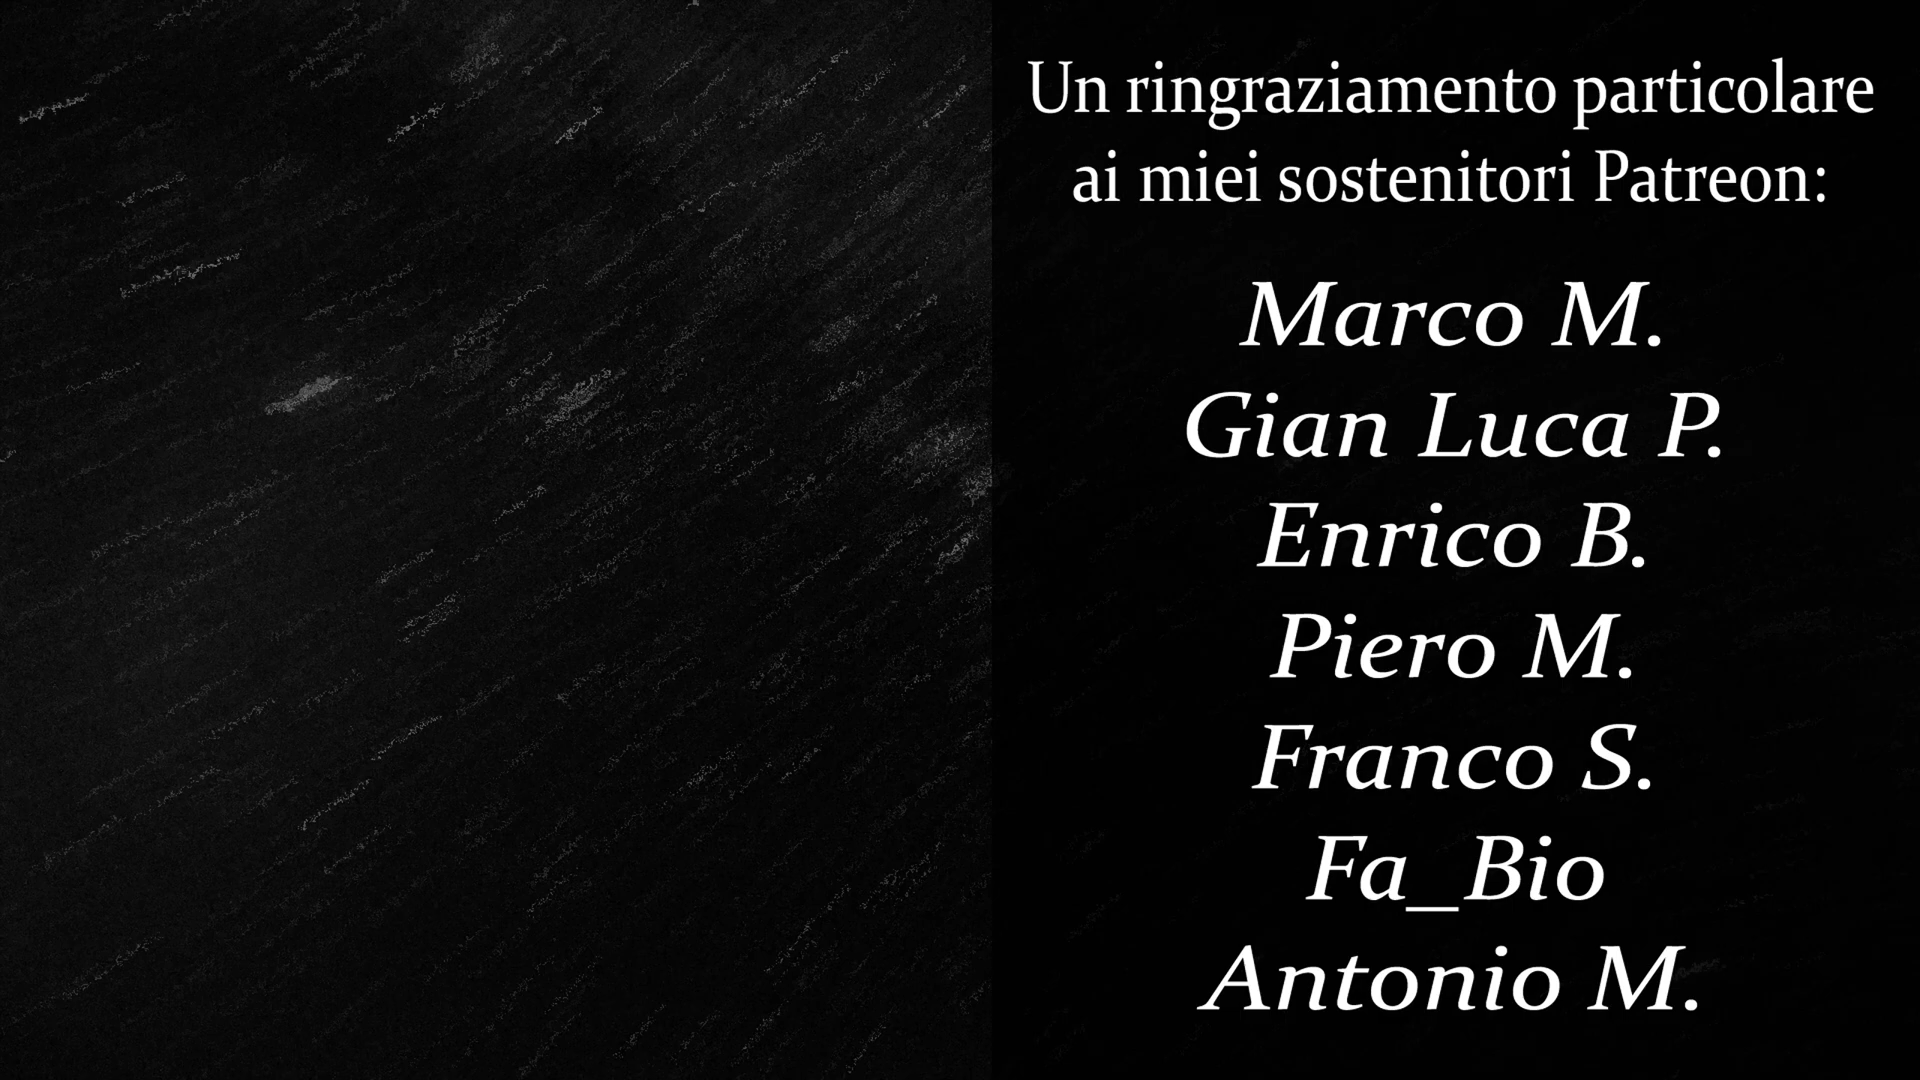 Un ringraziamento particolare
ai miei sostenitori Patreon:
Marco M.
Gian Luca P.
Enrico B.
Piero M.
Franco S.
Fa_Bio
Antonio M.